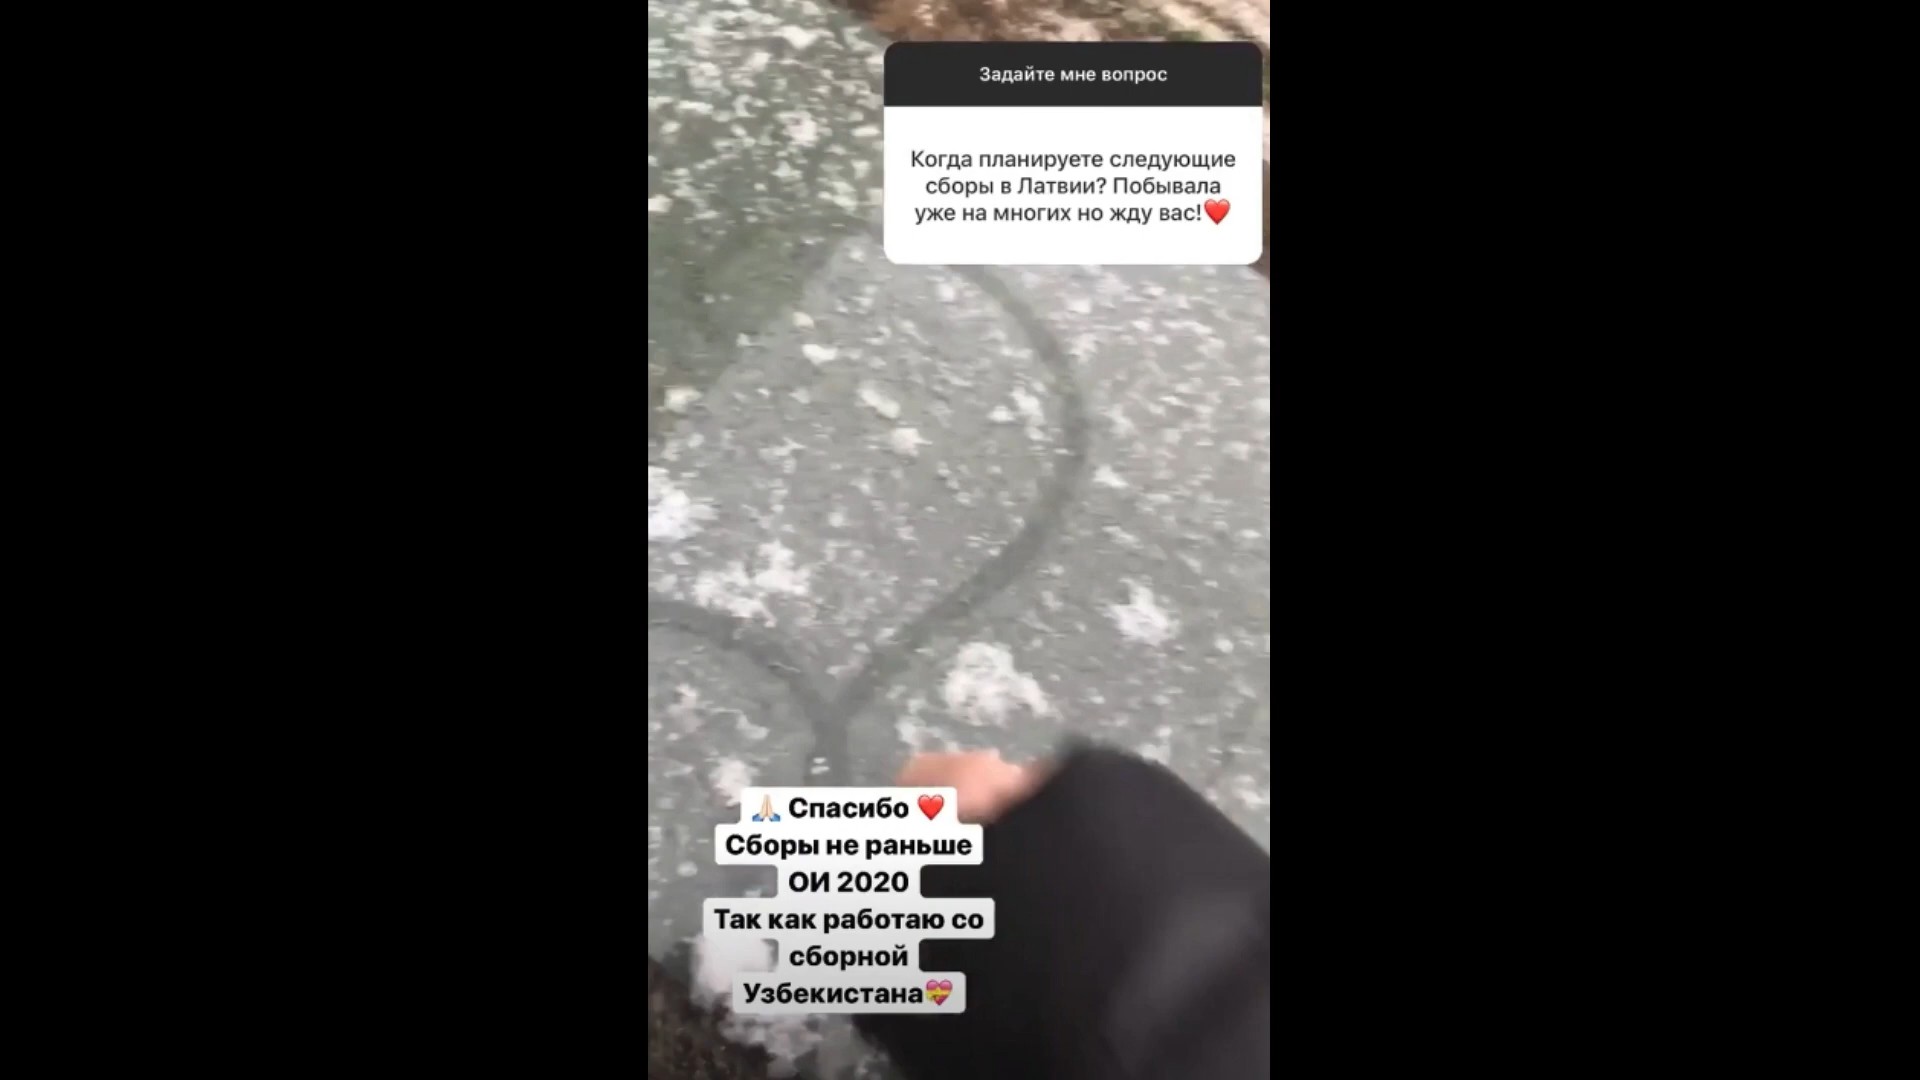 Задайте мне вопрос
Когда планируете следующие
сборы в Латвии? Побывала
уже на многих но жду вас!❤️
🙏🏻 Спасибо ❤️
Сборы не раньше
ОИ 2020
Так как работаю со
сборной
Узбекистана💝